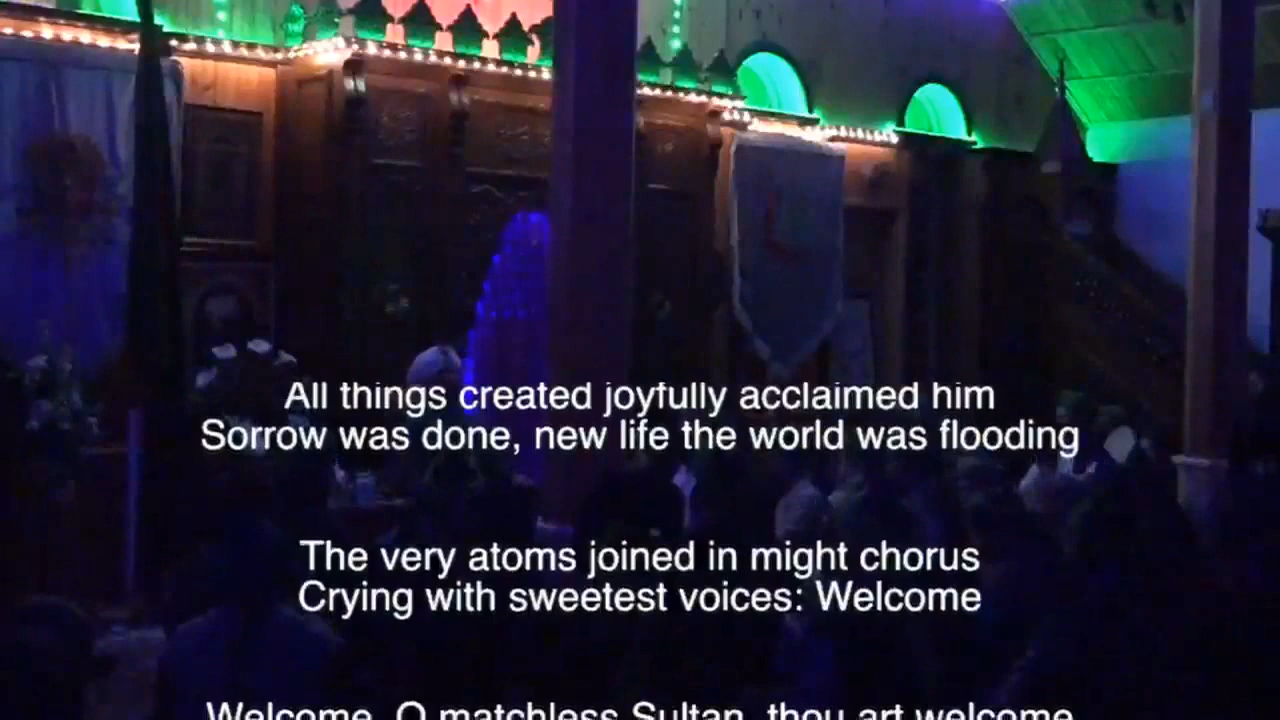 All things created joyfully acclaimed him
Sorrow was done, new life the world was flooding
The very atoms joined in might chorus
Crying with sweetest voices: Welcome
Welcome, O matchless Sultan, thou art welcome